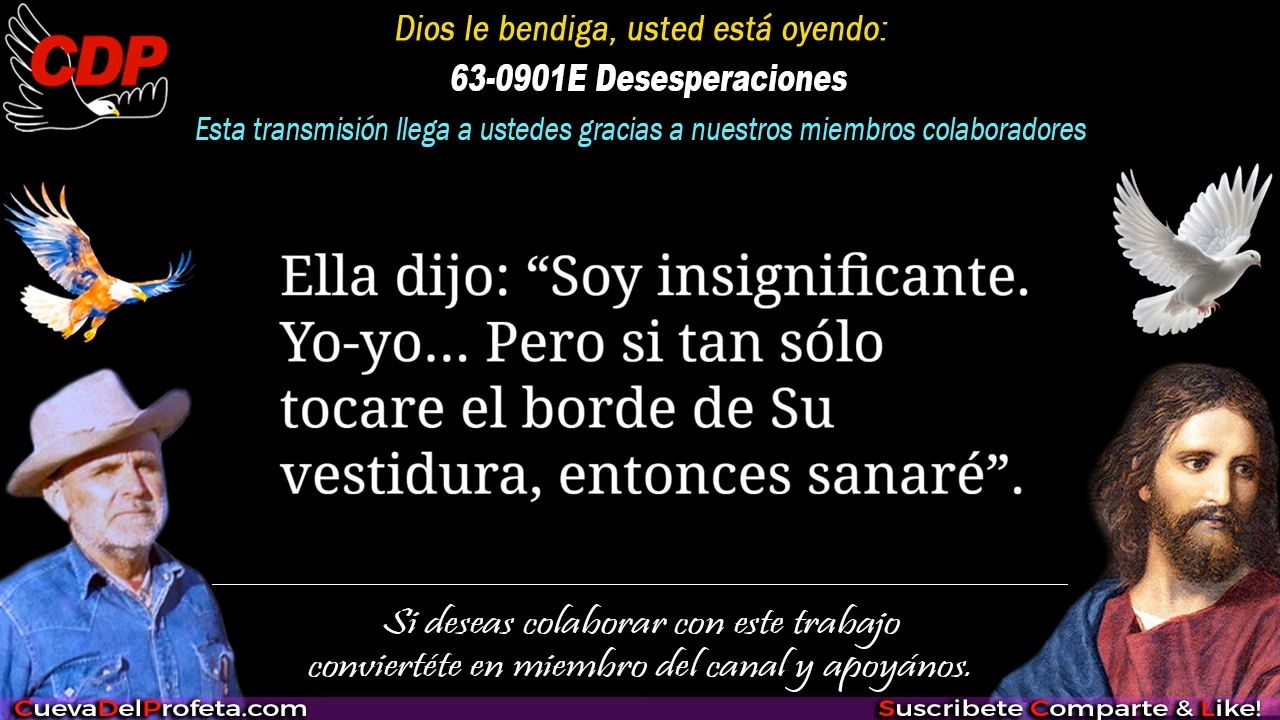 CDP
Dios le bendiga, usted está oyendo:
63-0901E Desesperaciones
Esta transmisión llega a ustedes gracias a nuestros miembros colaboradores
Ella dijo: “Soy insignificante.
Yo-yo... Pero si tan sólo
tocare el borde de Su
vestidura, entonces sanaré”.
Si deseas colaborar con este trabajo
conviertéte en miembro del canal y apoyános.
CuevaDelProfeta.com
Suscribete Comparte & Like!